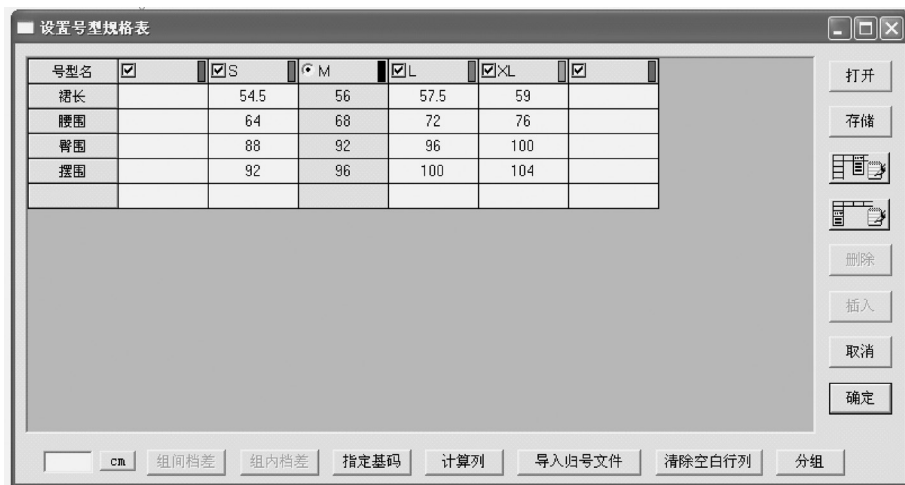 设置号型规格表
号型名 S M L XL
裙长 54.5 56 57.5 59
腰围 64 68 72 76
臀围 88 92 96 100
摆围 92 96 100 104
打开
存储
删除
插入
取消
确定
cm 组间档差 组内档差 指定基码 计算列 导入归号文件 清除空白行列 分组